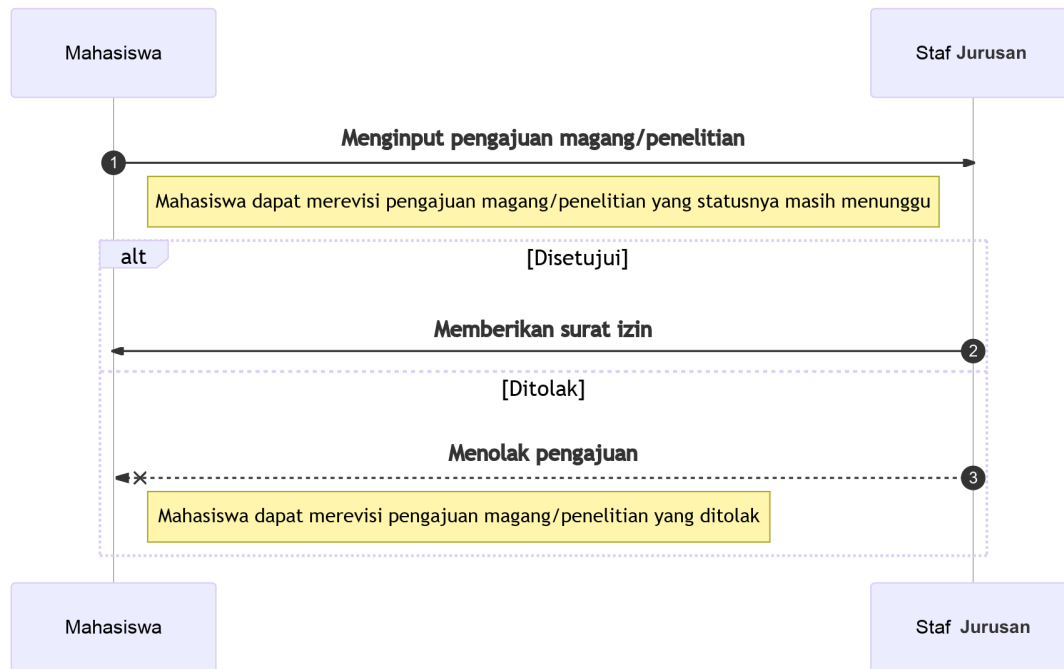 Mahasiswa
Staf Jurusan
Menginput pengajuan magang/penelitian
1
Mahasiswa dapat merevisi pengajuan magang/penelitian yang statusnya masih menunggu
alt
[Disetujui]
Memberikan surat izin
2
[Ditolak]
Menolak pengajuan
3
Mahasiswa dapat merevisi pengajuan magang/penelitian yang ditolak
Mahasiswa
Staf Jurusan